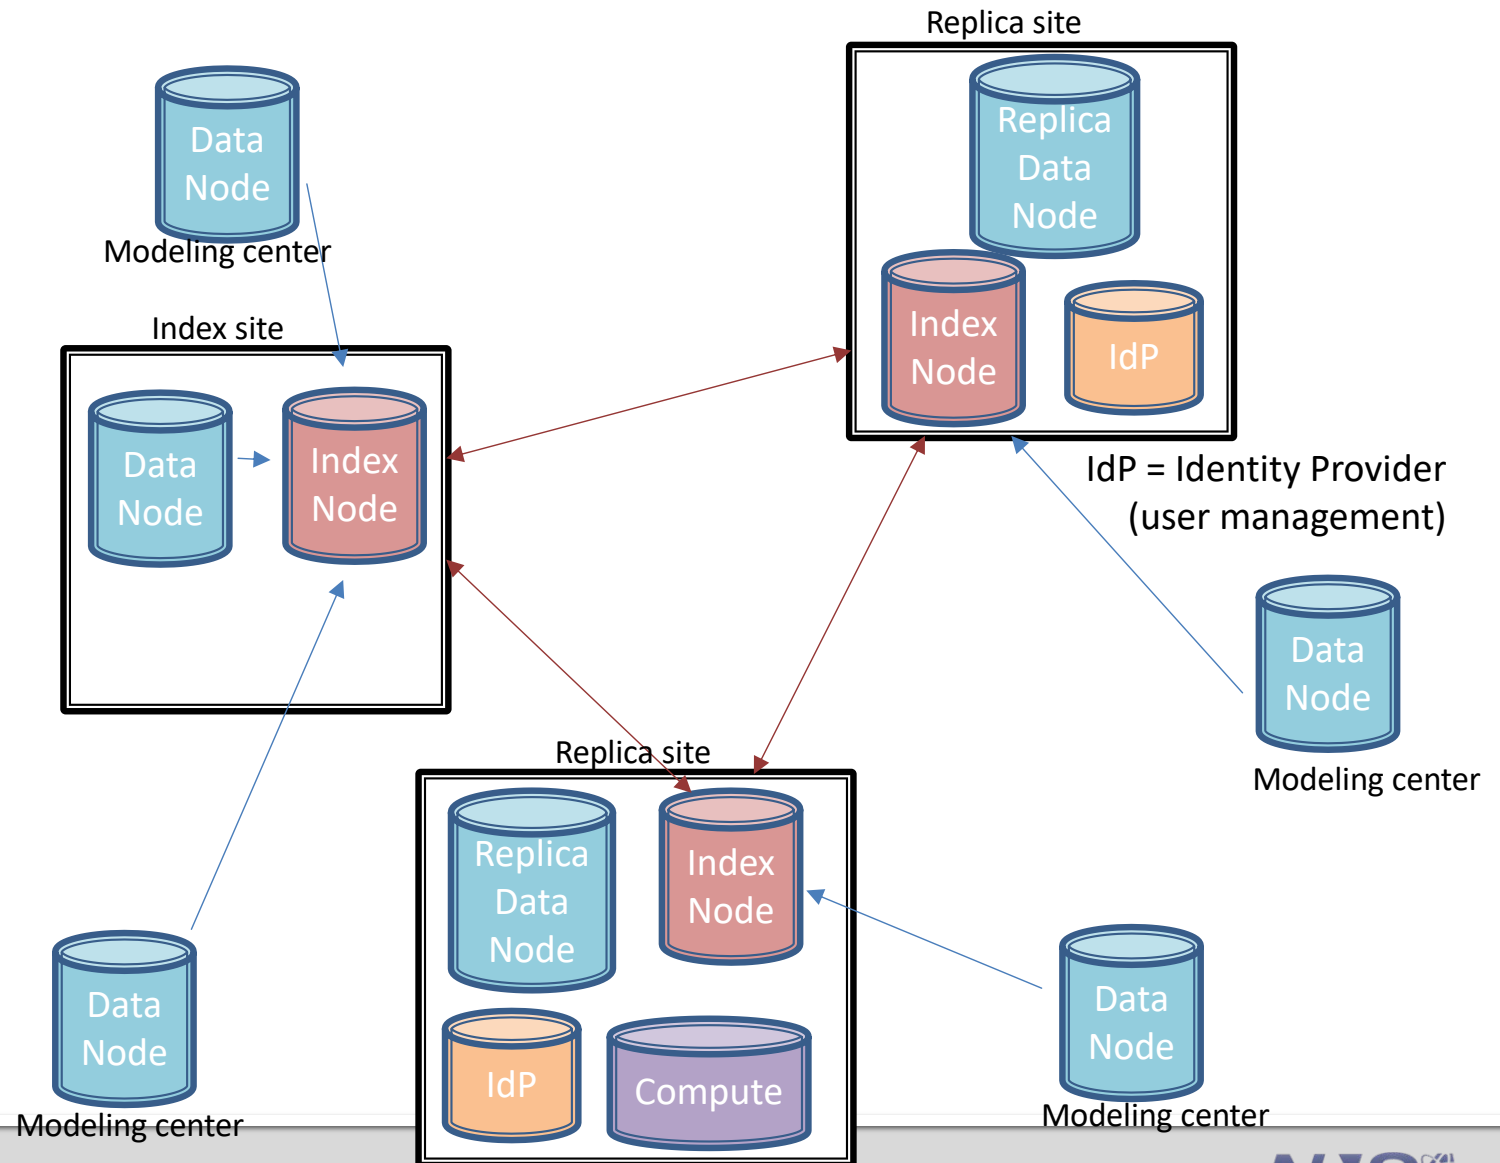 Replica site
Data
Node
Modeling center
Replica
Data
Node
Index
Node
IdP
Index site
Data
Node
Index
Node
IdP = Identity Provider
(user management)
Data
Node
Modeling center
Replica site
Replica
Data
Node
Index
Node
IdP
Compute
Data
Node
Modeling center
Data
Node
Modeling center